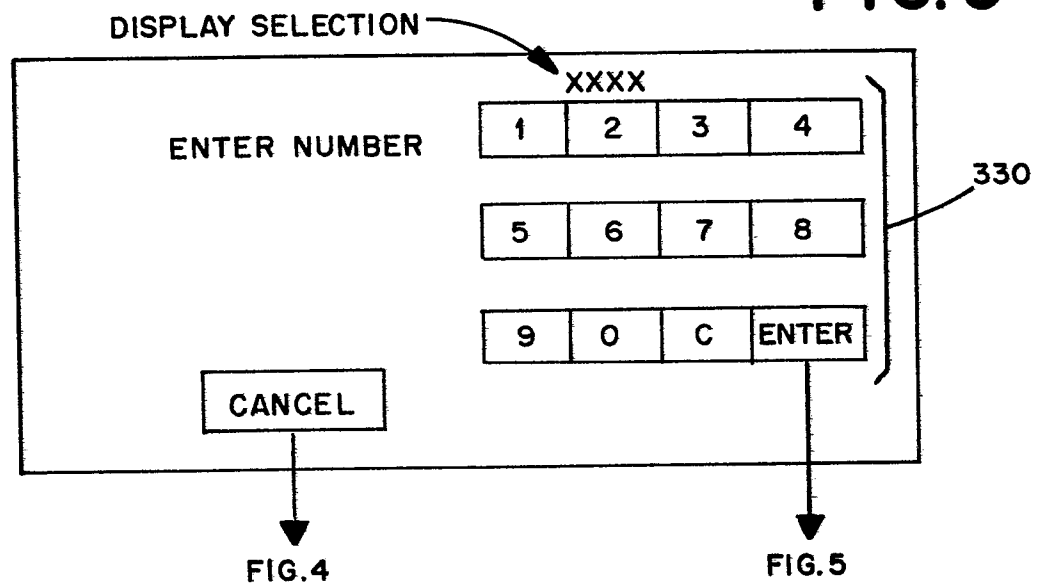 DISPLAY SELECTION
XXXX
ENTER NUMBER
1 2 3 4
330
5 6 7 8
9 0 C ENTER
CANCEL
FIG.4
FIG.5